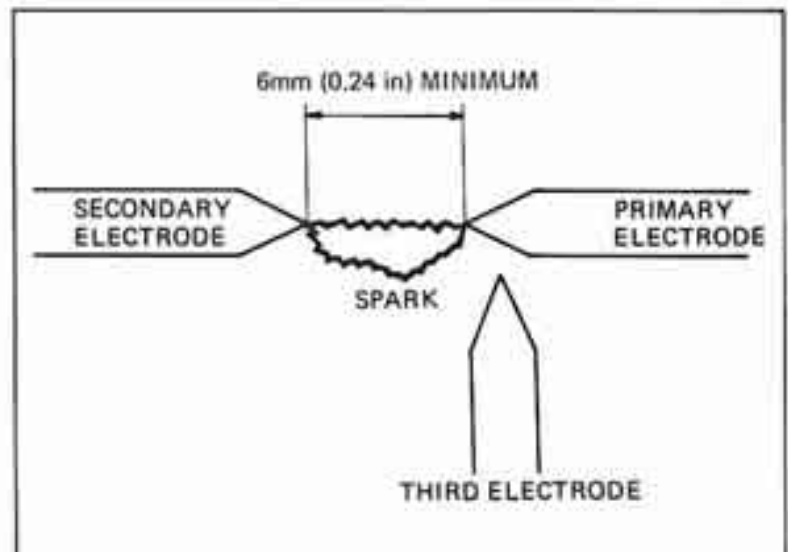 6mm (0.24 in) MINIMUM
SECONDARY
ELECTRODE
PRIMARY
ELECTRODE
SPARK
THIRD ELECTRODE